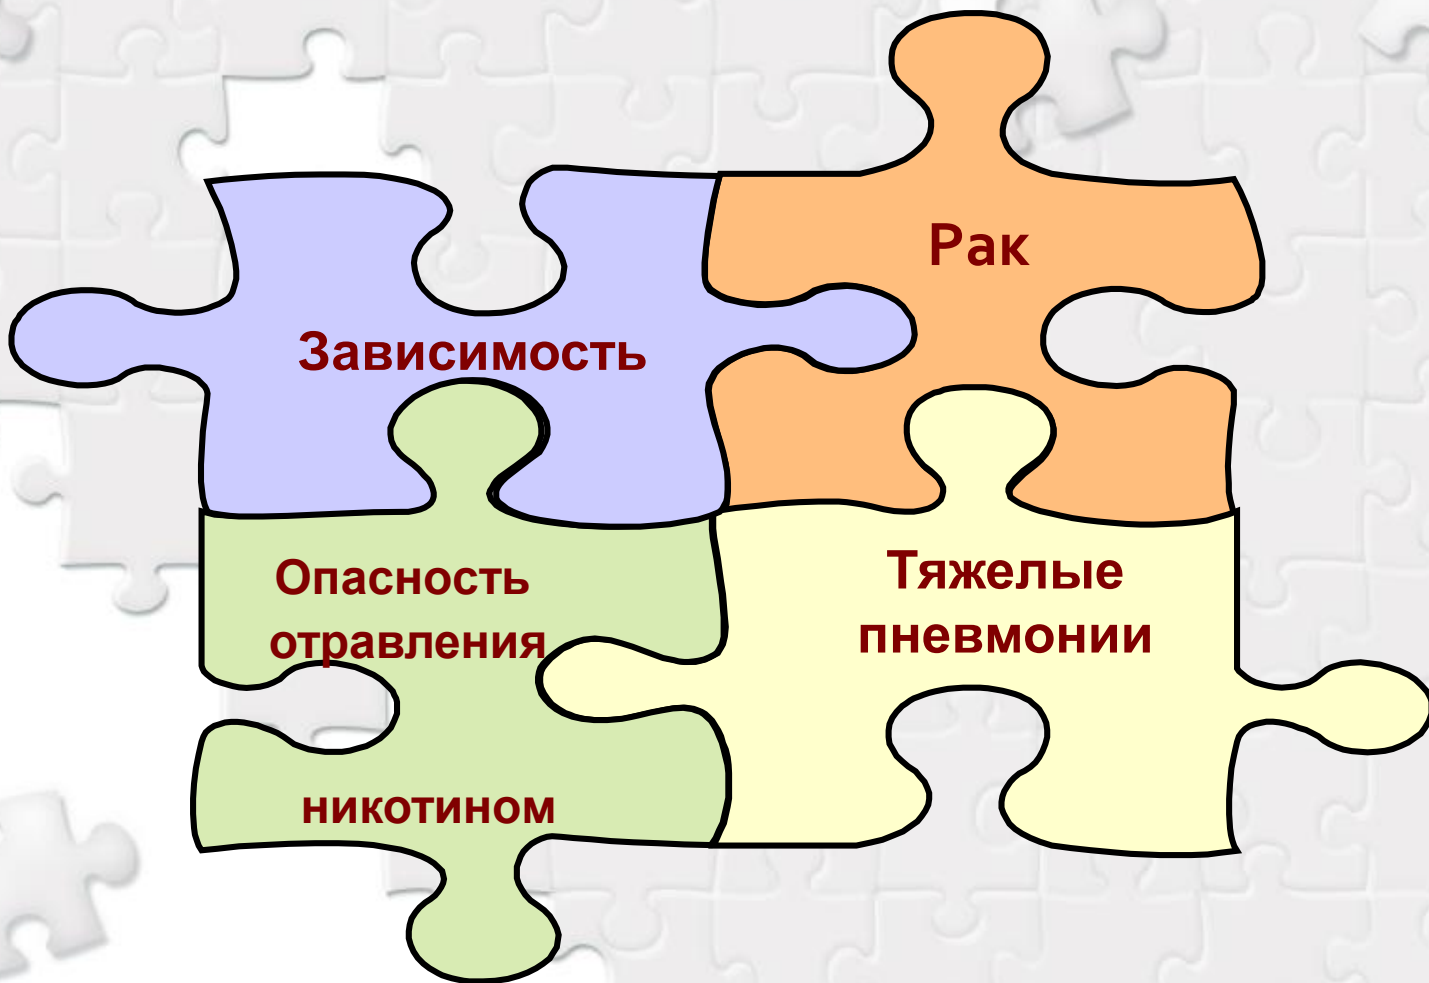 Рак
Зависимость
Опасность
отравления
никотином
Тяжелые
пневмонии